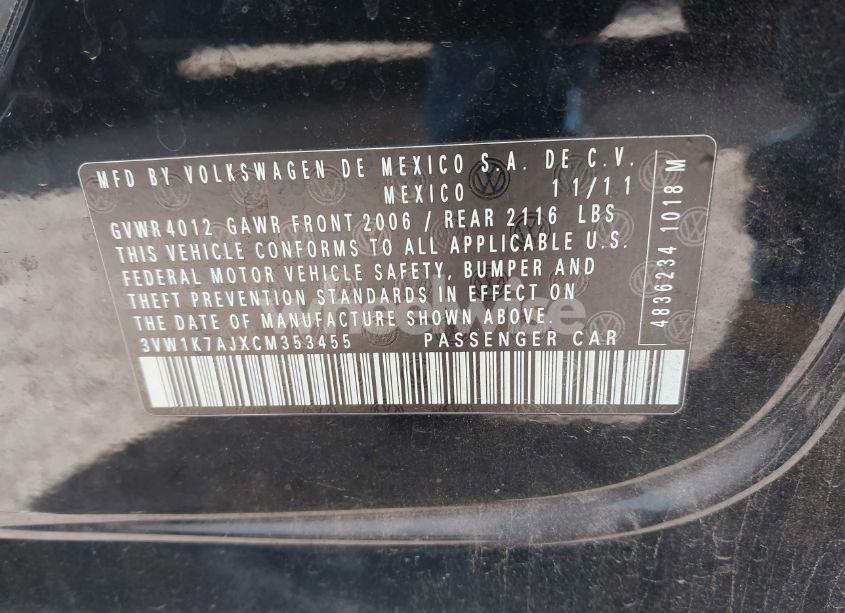 MFD BY VOLKSWAGEN DE MEXICO S.A. DE C.V.
MEXICO 11/11
GVWR 4012 GAWR FRONT 2006 / REAR 2116 LBS
THIS VEHICLE CONFORMS TO ALL APPLICABLE U.S.
FEDERAL MOTOR VEHICLE SAFETY, BUMPER AND
THEFT PREVENTION STANDARDS IN EFFECT ON
THE DATE OF MANUFACTURE SHOWN ABOVE.
3VW1K7AJXCM353455 PASSENGER CAR
4836234 1018 M